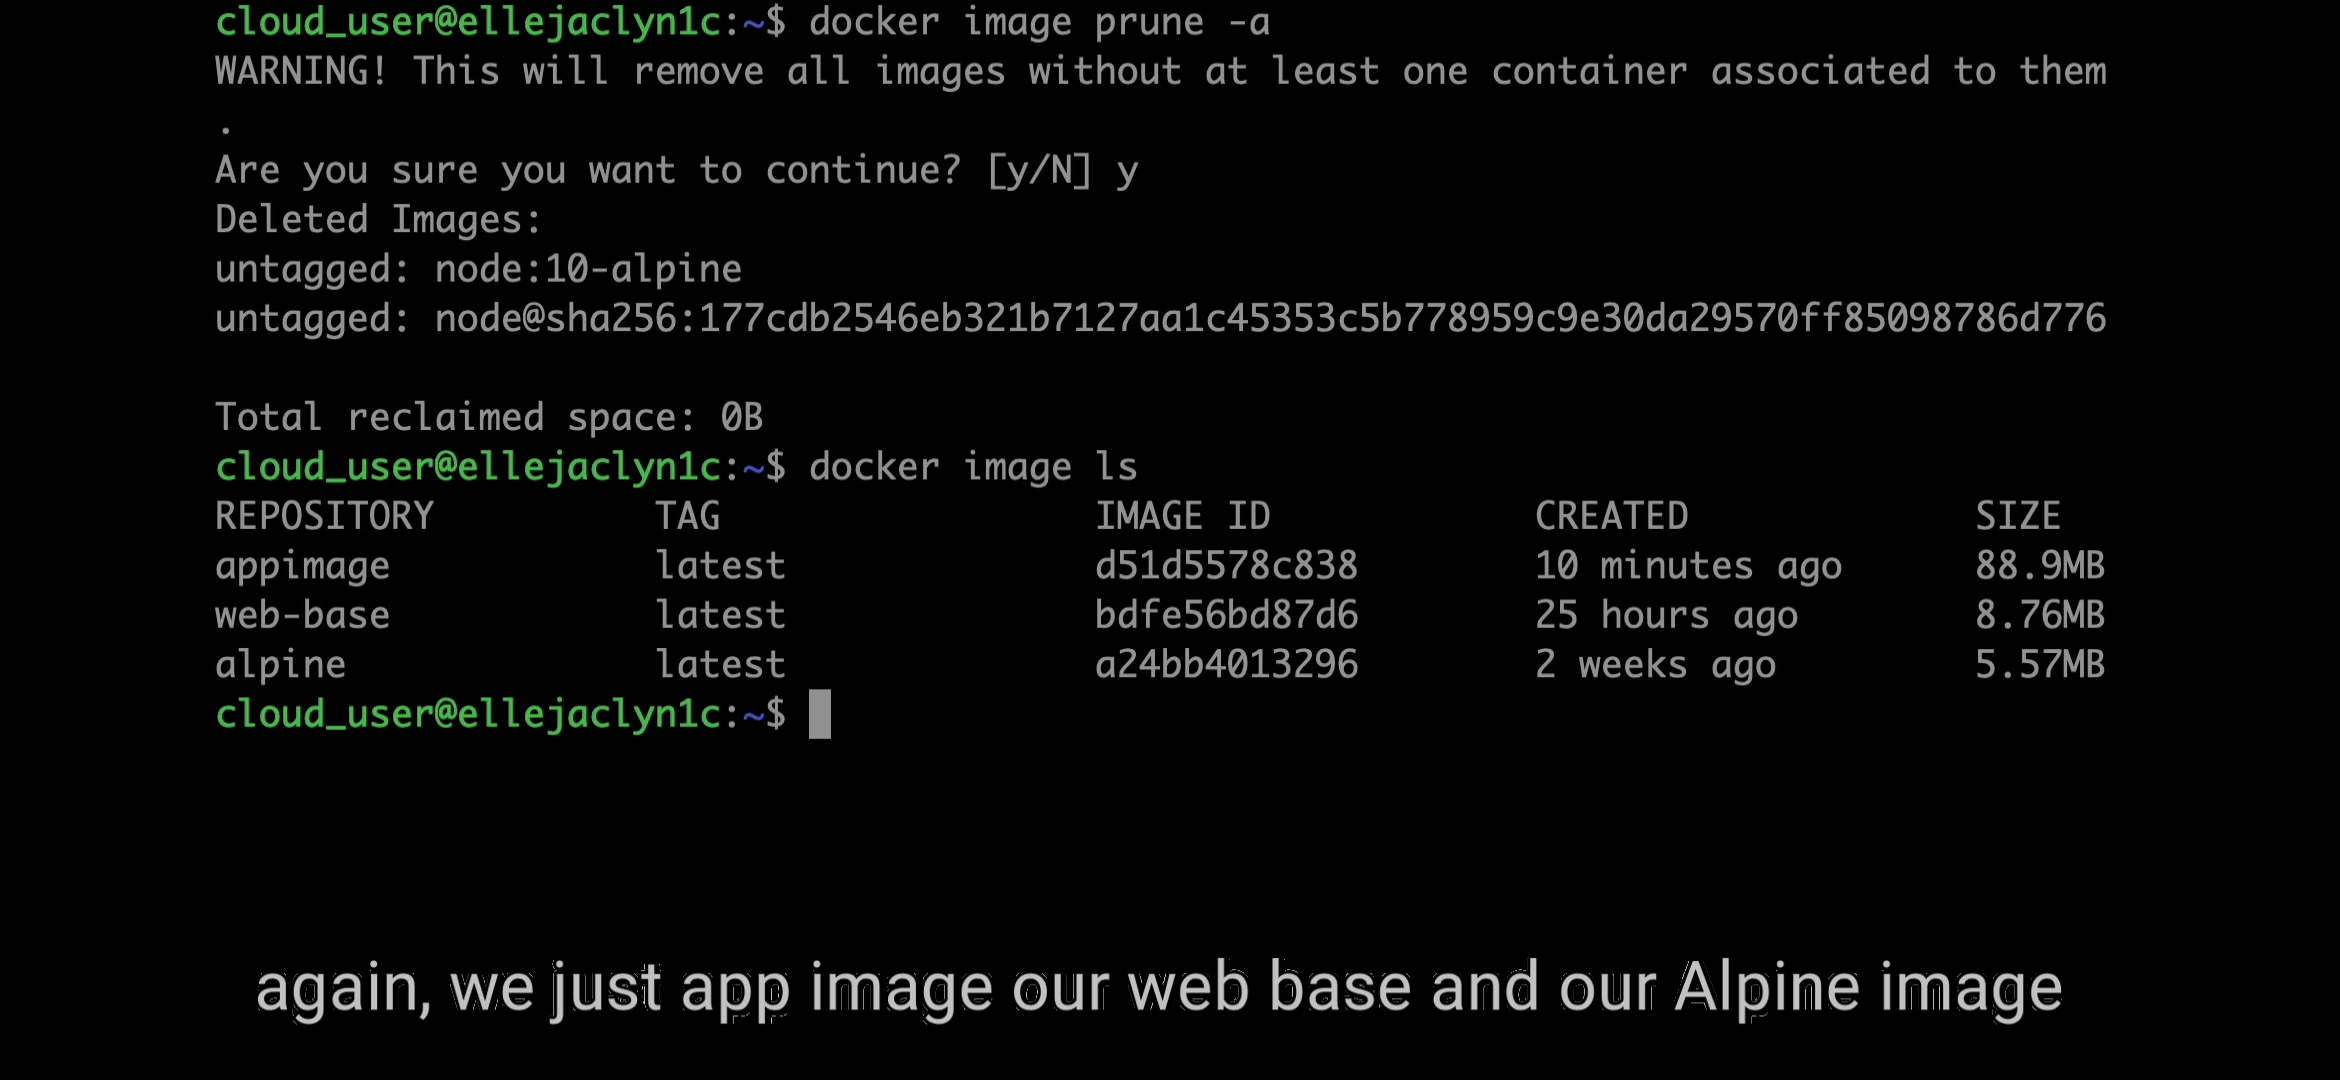 cloud_user@ellejaclyn1c:~$ docker image prune -a
WARNING! This will remove all images without at least one container associated to them
.
Are you sure you want to continue? [y/N] y
Deleted Images:
untagged: node:10-alpine
untagged: node@sha256:177cdb2546eb321b7127aa1c45353c5b778959c9e30da29570ff85098786d776
Total reclaimed space: 0B
cloud_user@ellejaclyn1c:~$ docker image ls
REPOSITORY TAG IMAGE ID CREATED SIZE
appimage latest d51d5578c838 10 minutes ago 88.9MB
web-base latest bdfe56bd87d6 25 hours ago 8.76MB
alpine latest a24bb4013296 2 weeks ago 5.57MB
cloud_user@ellejaclyn1c:~$
again, we just app image our web base and our Alpine image